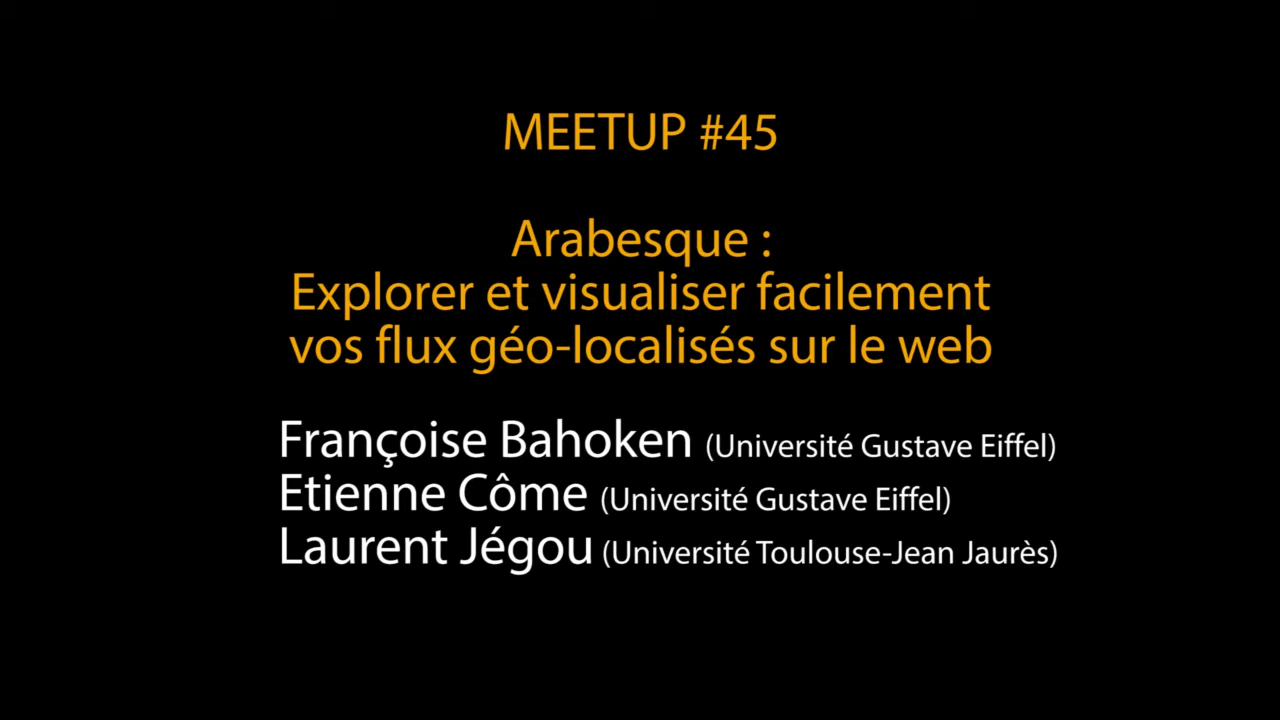 MEETUP #45
Arabesque :
Explorer et visualiser facilement
vos flux géo-localisés sur le web
Françoise Bahoken (Université Gustave Eiffel)
Etienne Côme (Université Gustave Eiffel)
Laurent Jégou (Université Toulouse-Jean Jaurès)